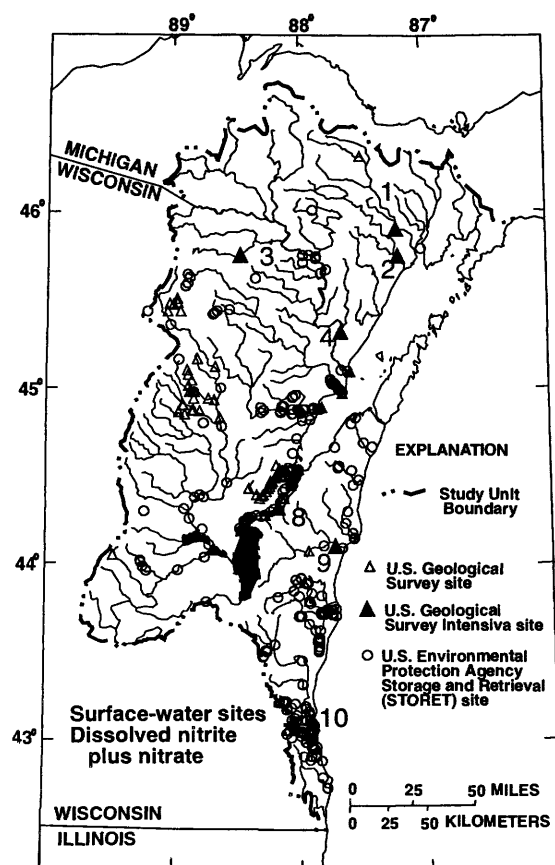 89°
88°
87°
MICHIGAN
WISCONSIN
1
46°
3
2
4
45°
EXPLANATION
Study Unit
Boundary
44°
9
U.S. Geological
Survey site
U.S. Geological
Survey Intensiva site
U.S. Environmental
Protection Agency
Storage and Retrieval
(STORET) site
10
Surface-water sites
Dissolved nitrite
plus nitrate
43°
0 25 50 MILES
WISCONSIN
ILLINOIS
0 25 50 KILOMETERS